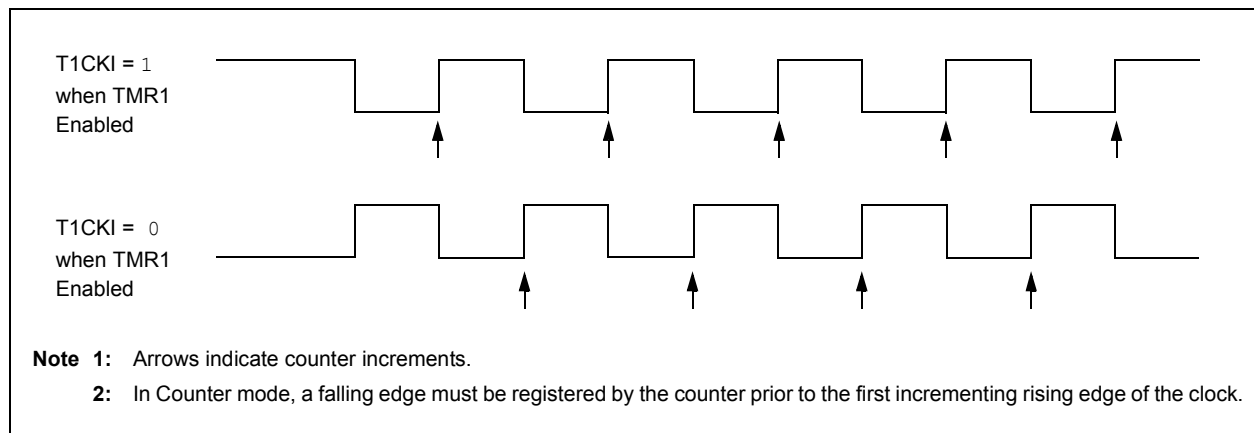 T1CKI = 1
when TMR1
Enabled
T1CKI = 0
when TMR1
Enabled
Note 1: Arrows indicate counter increments.
2: In Counter mode, a falling edge must be registered by the counter prior to the first incrementing rising edge of the clock.